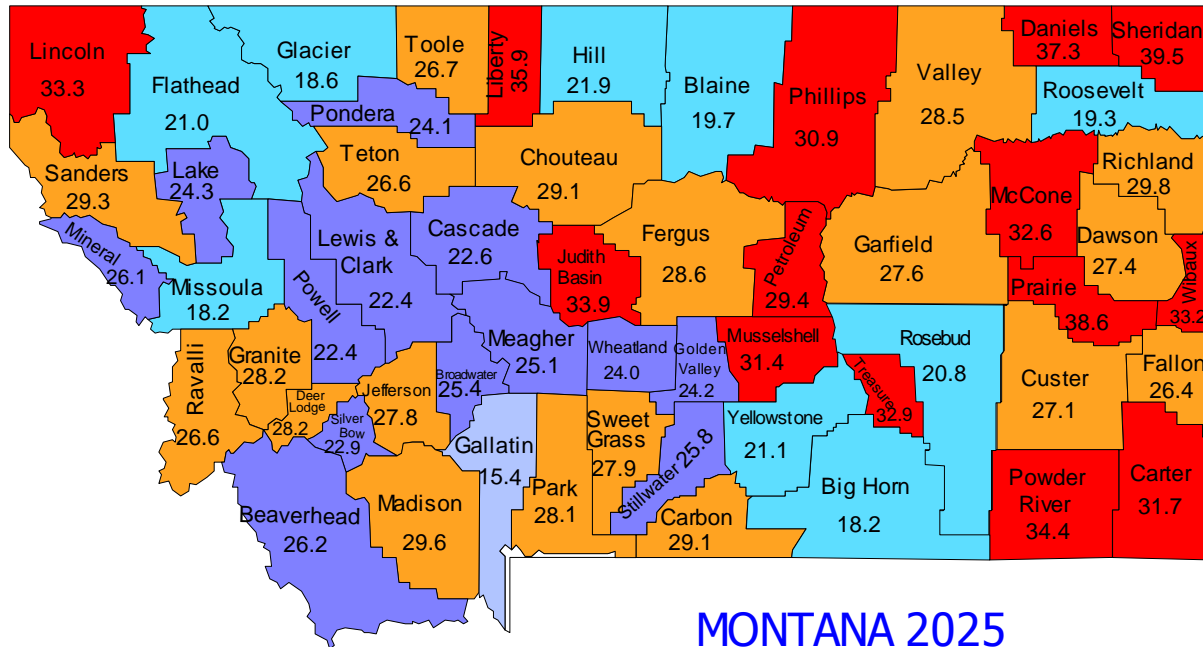 Lincoln
33.3
Flathead
21.0
Glacier
18.6
Toole
26.7
Liberty
35.9
Hill
21.9
Blaine
19.7
Phillips
30.9
Valley
28.5
Daniels
37.3
Sheridan
39.5
Roosevelt
19.3
Pondera
24.1
Teton
26.6
Chouteau
29.1
Sanders
29.3
Lake
24.3
Richland
29.8
McCone
32.6
Mineral
26.1
Missoula
18.2
Powell
22.4
Lewis &
Clark
22.4
Cascade
22.6
Judith
Basin
33.9
Fergus
28.6
Petroleum
29.4
Garfield
27.6
Dawson
27.4
Wibaux
33.2
Prairie
38.6
Ravalli
26.6
Granite
28.2
Deer
Lodge
28.2
Silver
Bow
22.9
Jefferson
27.8
Broadwater
25.4
Meagher
25.1
Wheatland
24.0
Golden
Valley
24.2
Musselshell
31.4
Treasure
32.9
Rosebud
20.8
Custer
27.1
Fallon
26.4
Beaverhead
26.2
Madison
29.6
Gallatin
15.4
Park
28.1
Sweet
Grass
27.9
Stillwater 25.8
Carbon
29.1
Yellowstone
21.1
Big Horn
18.2
Powder
River
34.4
Carter
31.7
MONTANA 2025